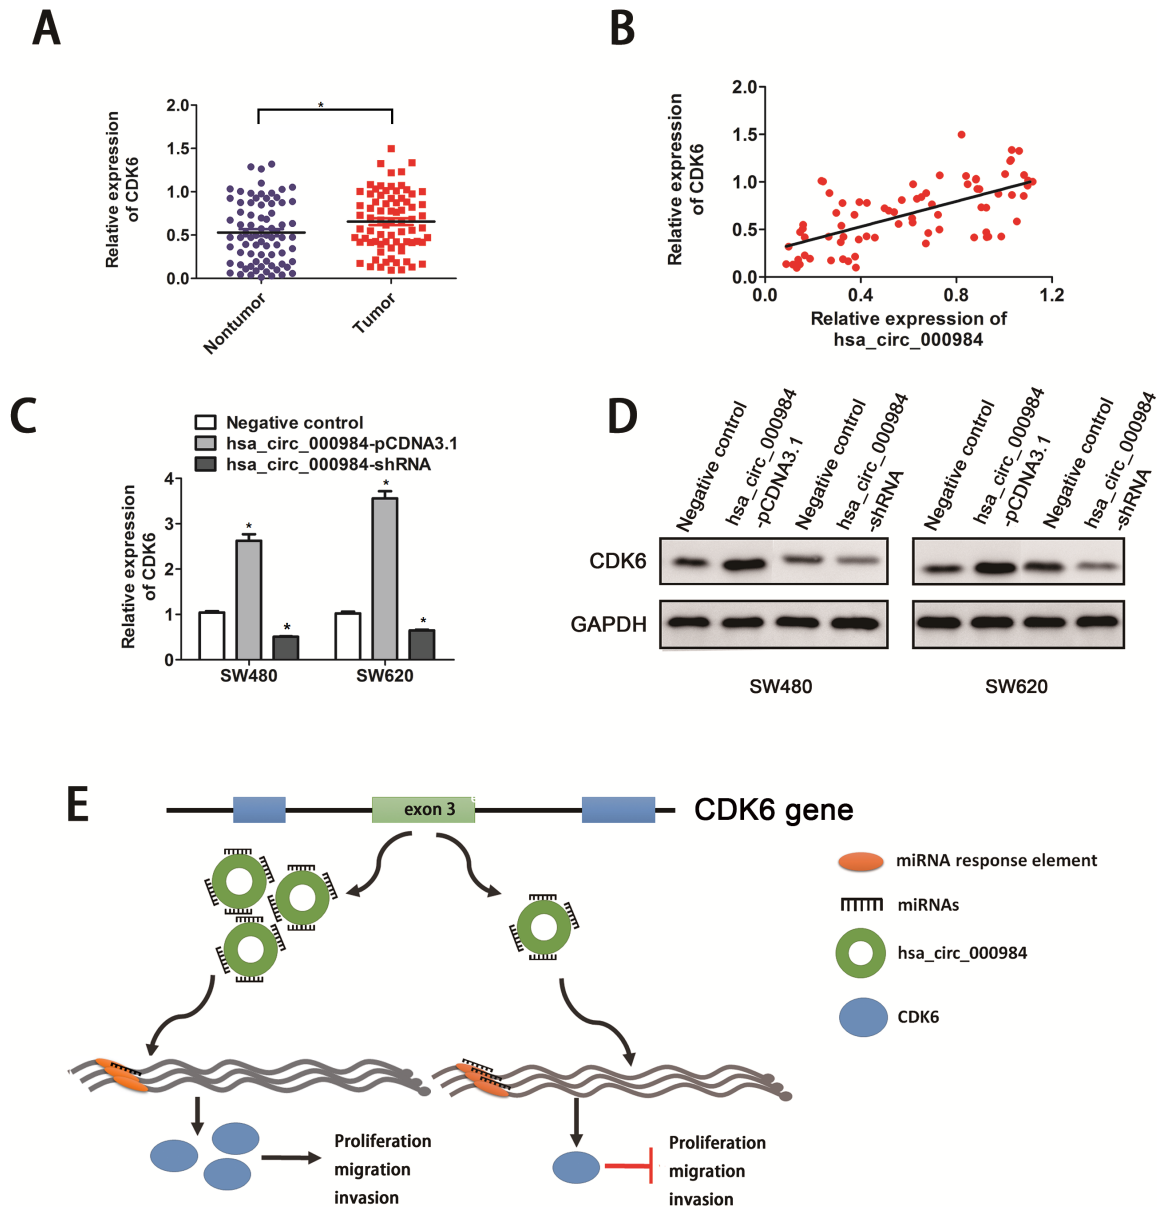 A
Relative expression
of CDK6
2.0
1.5
1.0
0.5
0.0
*
Nontumor
Tumor
B
Relative expression
of CDK6
2.0
1.5
1.0
0.5
0.0
0.0
0.4
0.8
1.2
Relative expression of
hsa_circ_000984
C
Negative control
hsa_circ_000984-pCDNA3.1
hsa_circ_000984-shRNA
Relative expression
of CDK6
4
3
2
1
0
*
*
*
*
SW480
SW620
D
Negative control
hsa_circ_000984
-pCDNA3.1
Negative control
hsa_circ_000984
-shRNA
Negative control
hsa_circ_000984
-pCDNA3.1
Negative control
hsa_circ_000984
-shRNA
CDK6
GAPDH
SW480
SW620
E
exon 3
CDK6 gene
miRNA response element
miRNAs
hsa_circ_000984
CDK6
Proliferation
migration
invasion
Proliferation
migration
invasion